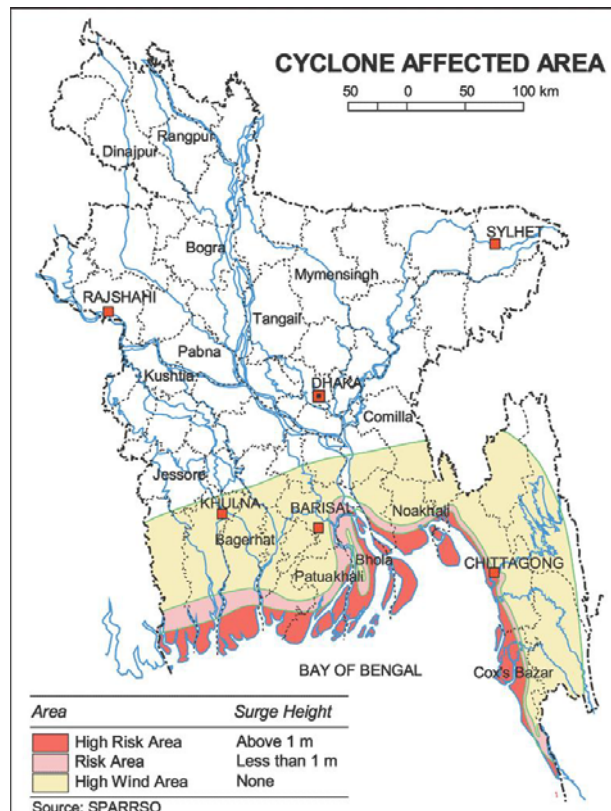 CYCLONE AFFECTED AREA
50 0 50 100 km
Rangpur
Dinajpur
SYLHET
Bogra
Mymensingh
RAJSHAHI
Tangail
Pabna
Kushtia
DHAKA
Comilla
Jessore
KHULNA
BARISAL
Noakhali
Bagerhat
Bhola
CHITTAGONG
Patuakhali
BAY OF BENGAL
Cox's Bazar
Area Surge Height
High Risk Area Above 1 m
Risk Area Less than 1 m
High Wind Area None
Source: SPARRSO
1